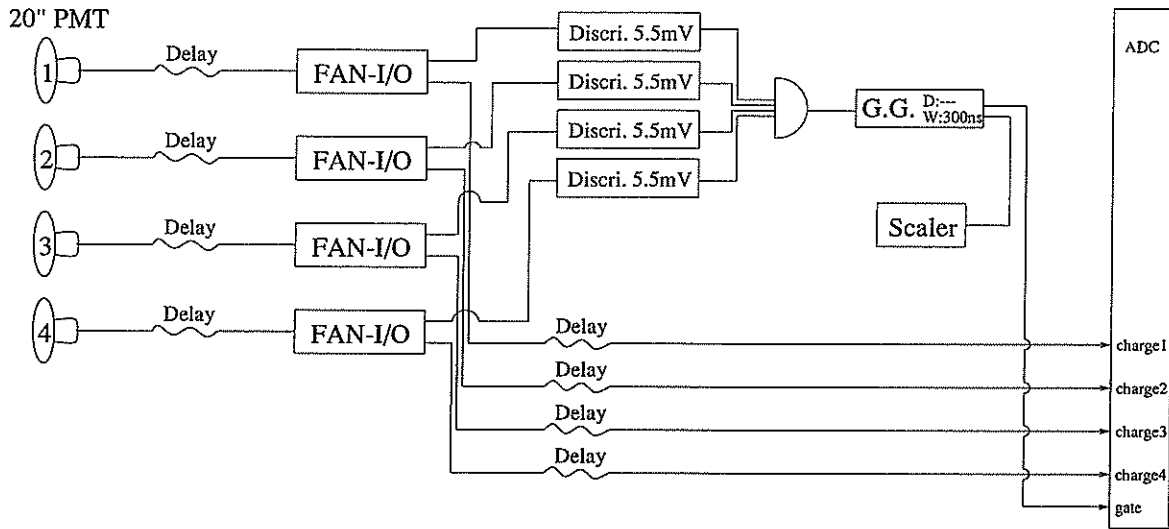 20" PMT
1
Delay
FAN-I/O
Discri. 5.5mV
ADC
2
Delay
FAN-I/O
Discri. 5.5mV
G.G. D:---
W:300ns
3
Delay
FAN-I/O
Discri. 5.5mV
Scaler
4
Delay
FAN-I/O
Discri. 5.5mV
Delay
charge1
Delay
charge2
Delay
charge3
Delay
charge4
gate